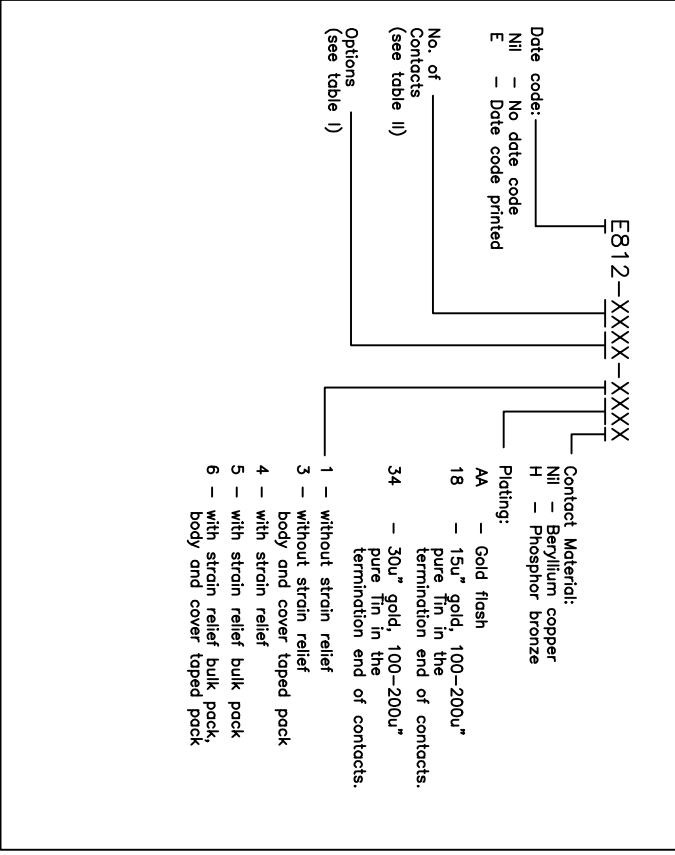 E812-XXXX-XXXX
Date code:
Nil - No date code
E - Date code printed
No. of
Contacts
(see table II)
Options
(see table I)
Contact Material:
Nil - Beryllium copper
H - Phosphor bronze
Plating:
AA - Gold flash
18 - 15u" gold, 100-200u"
pure Tin in the
termination end of contacts.
34 - 30u" gold, 100-200u"
pure Tin in the
termination end of contacts.
1 - without strain relief
3 - without strain relief
body and cover taped pack
4 - with strain relief
5 - with strain relief bulk pack
6 - with strain relief bulk pack,
body and cover taped pack